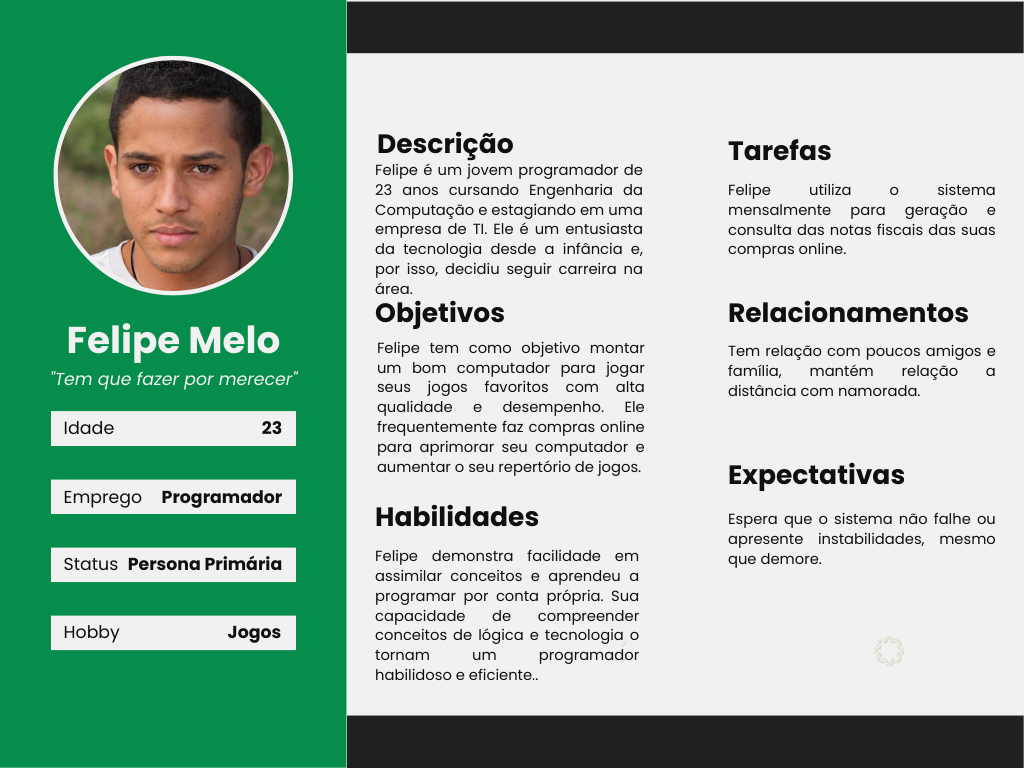 Felipe Melo
"Tem que fazer por merecer"
Idade 23
Emprego Programador
Status Persona Primária
Hobby Jogos
Descrição
Felipe é um jovem programador de
23 anos cursando Engenharia da
Computação e estagiando em uma
empresa de TI. Ele é um entusiasta
da tecnologia desde a infância e,
por isso, decidiu seguir carreira na
área.
Objetivos
Felipe tem como objetivo montar
um bom computador para jogar
seus jogos favoritos com alta
qualidade e desempenho. Ele
frequentemente faz compras online
para aprimorar seu computador e
aumentar o seu repertório de jogos.
Habilidades
Felipe demonstra facilidade em
assimilar conceitos e aprendeu a
programar por conta própria. Sua
capacidade de compreender
conceitos de lógica e tecnologia o
tornam um programador
habilidoso e eficiente..
Tarefas
Felipe utiliza o sistema
mensalmente para geração e
consulta das notas fiscais das suas
compras online.
Relacionamentos
Tem relação com poucos amigos e
família, mantém relação a
distância com namorada.
Expectativas
Espera que o sistema não falhe ou
apresente instabilidades, mesmo
que demore.